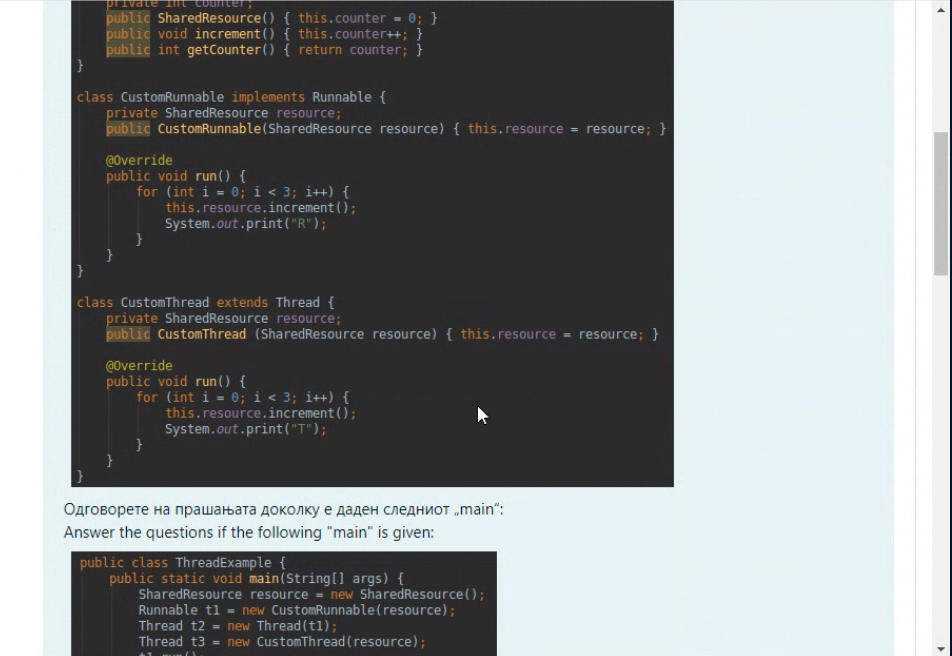 private int counter;
public SharedResource() { this.counter = 0; }
public void increment() { this.counter++; }
public int getCounter() { return counter; }
}
class CustomRunnable implements Runnable {
private SharedResource resource;
public CustomRunnable(SharedResource resource) { this.resource = resource; }
@Override
public void run() {
for (int i = 0; i < 3; i++) {
this.resource.increment();
System.out.print("R");
}
}
}
class CustomThread extends Thread {
private SharedResource resource;
public CustomThread (SharedResource resource) { this.resource = resource; }
@Override
public void run() {
for (int i = 0; i < 3; i++) {
this.resource.increment();
System.out.print("T");
}
}
}
Одговорете на прашањата доколку е даден следниот „main“:
Answer the questions if the following "main" is given:
public class ThreadExample {
public static void main(String[] args) {
SharedResource resource = new SharedResource();
Runnable t1 = new CustomRunnable(resource);
Thread t2 = new Thread(t1);
Thread t3 = new CustomThread(resource);
t1.run();